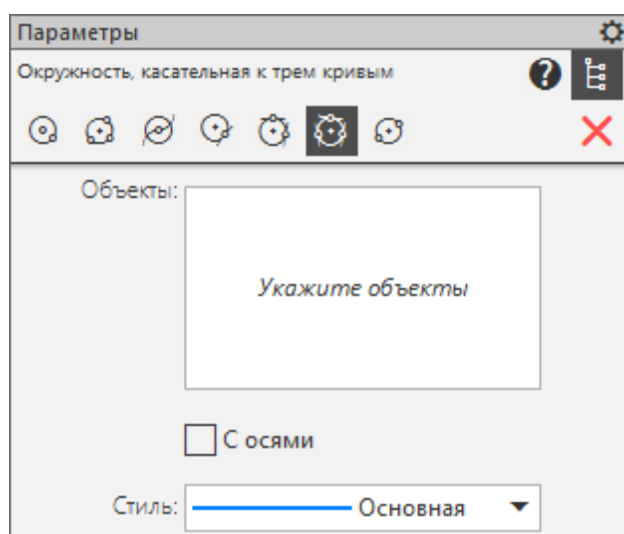 Параметры
Окружность, касательная к трем кривым
Объекты:
Укажите объекты
С осями
Стиль: Основная